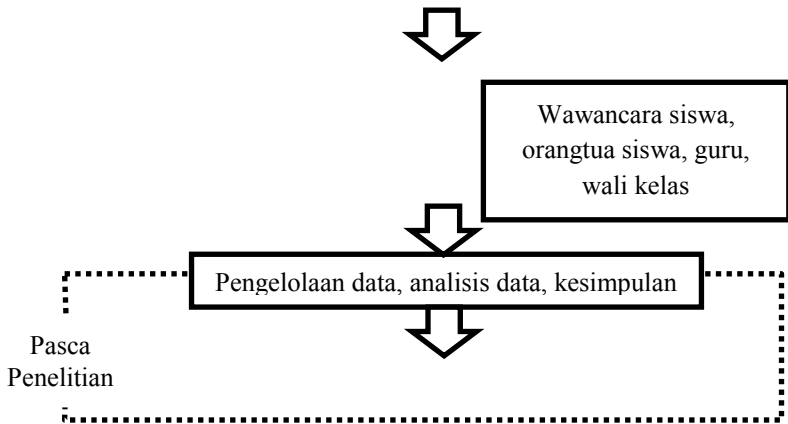 Wawancara siswa,
orangtua siswa, guru,
wali kelas
Pengelolaan data, analisis data, kesimpulan
Pasca
Penelitian